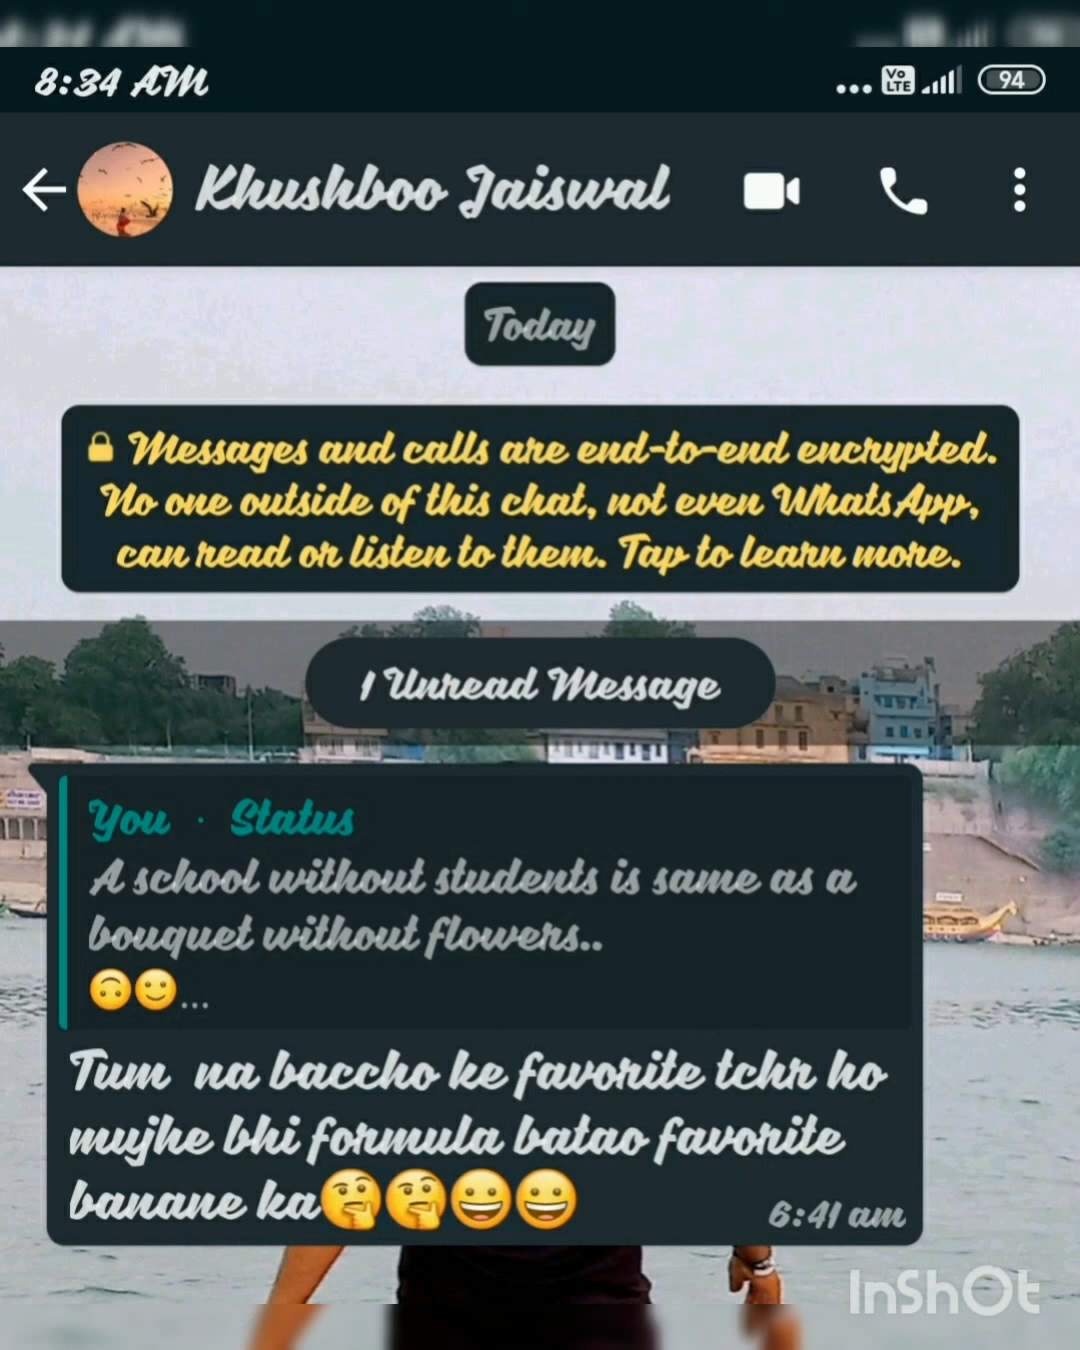 8:34 AM
Vo LTE
94
Khushboo Jaiswal
Today
Messages and calls are end-to-end encrypted.
No one outside of this chat, not even WhatsApp,
can read or listen to them. Tap to learn more.
1 Unread Message
You · Status
A school without students is same as a
bouquet without flowers..
🙃🙂...
Tum na baccho ke favorite tchr ho
mujhe bhi formula batao favorite
banane ka🤔🤔😀😀
6:41 am
InShOt